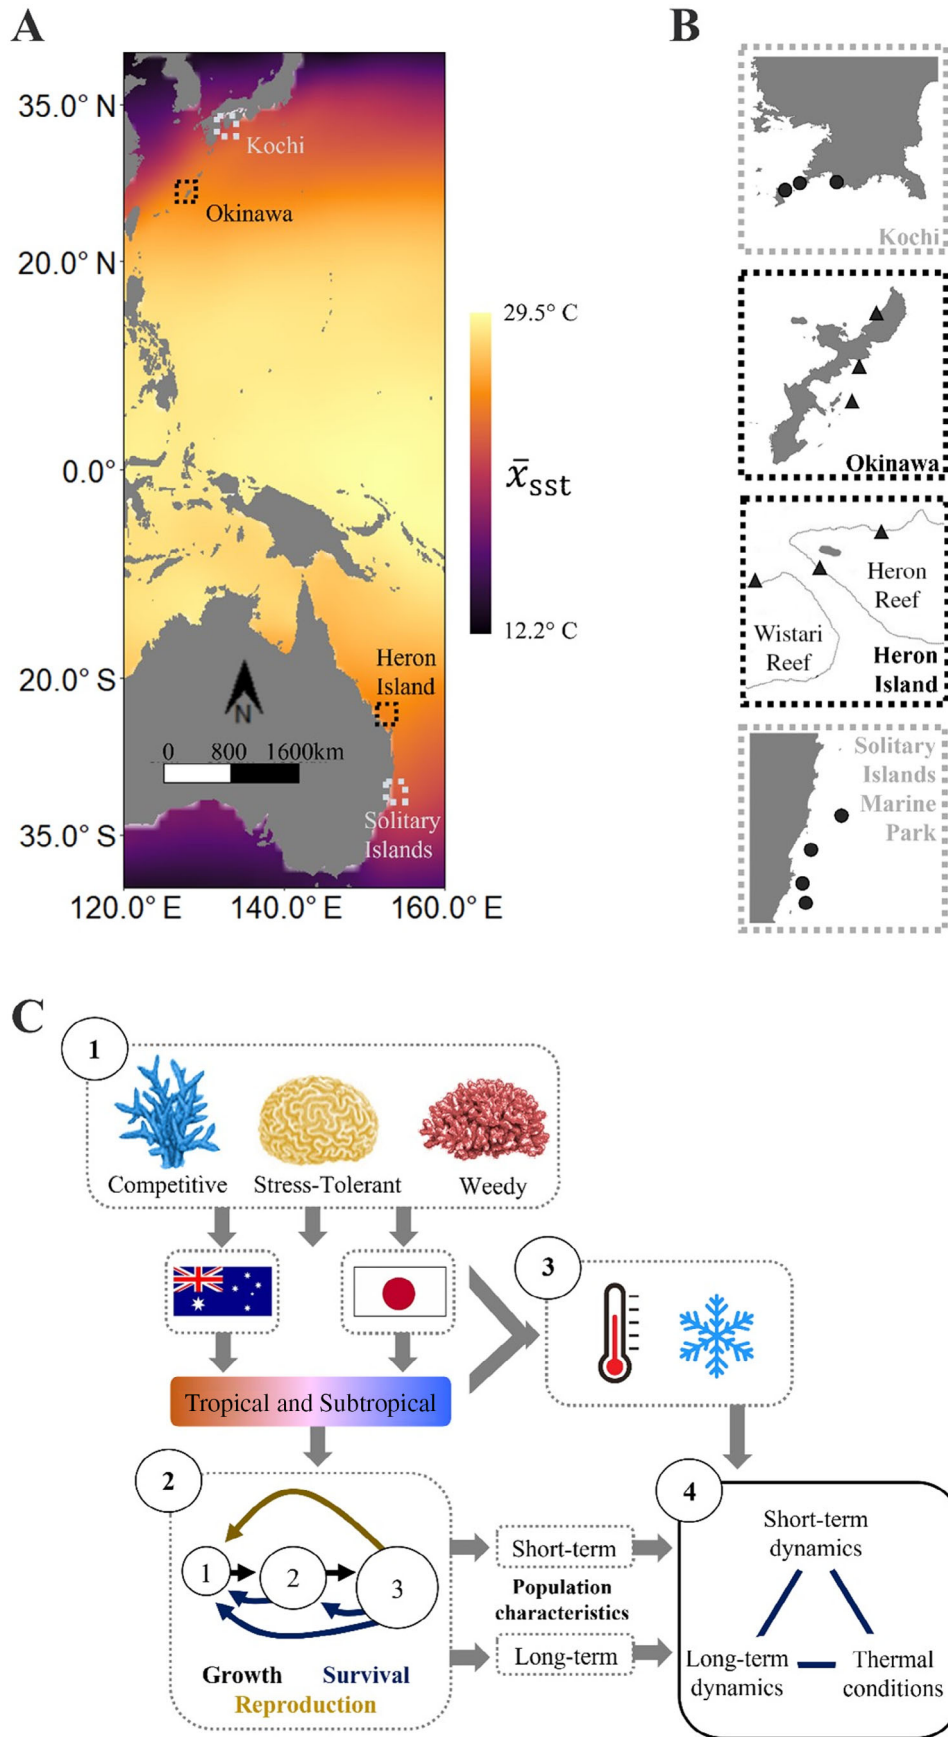 A
35.0° N
Kochi
Okinawa
20.0° N
29.5° C
0.0°
x̄sst
12.2° C
20.0° S
Heron
Island
N
0 800 1600km
Solitary
Islands
35.0° S
120.0° E 140.0° E 160.0° E
B
Kochi
Okinawa
Heron
Reef
Wistari
Reef
Heron
Island
Solitary
Islands
Marine
Park
C
1
Competitive Stress-Tolerant Weedy
3
Tropical and Subtropical
2
1 2 3
Growth Survival
Reproduction
Short-term
Population
characteristics
Long-term
4
Short-term
dynamics
Long-term
dynamics
Thermal
conditions